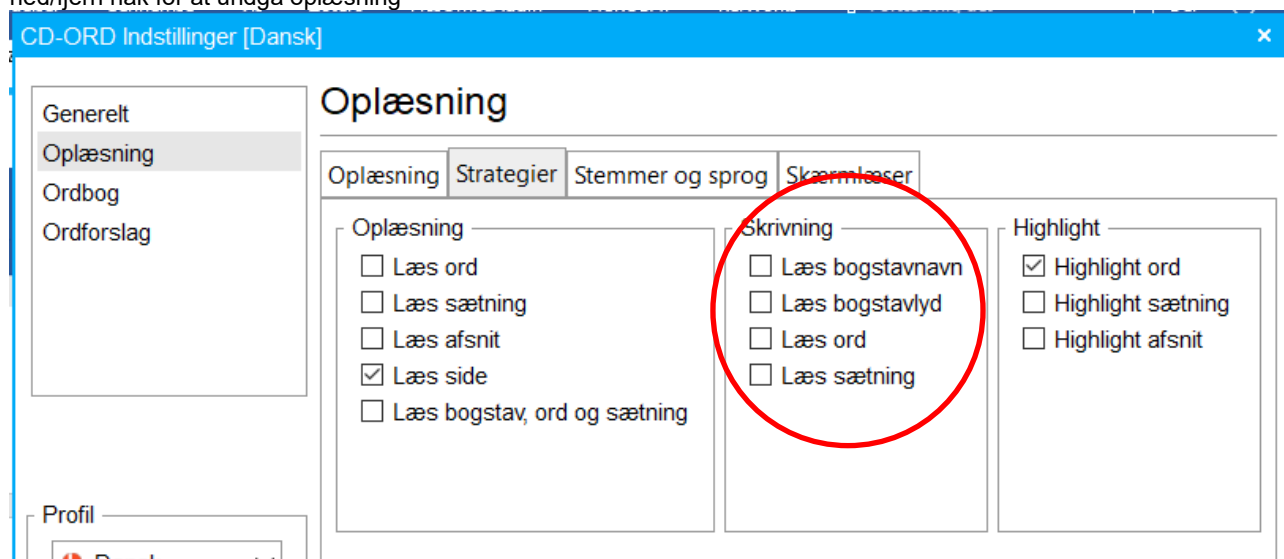 CD-ORD Indstillinger [Dansk]
Generelt
Oplæsning
Ordbog
Ordforslag
Profil
Oplæsning
Oplæsning Strategier Stemmer og sprog Skærmlæser
Oplæsning
Læs ord
Læs sætning
Læs afsnit
Læs side
Læs bogstav, ord og sætning
Skrivning
Læs bogstavnavn
Læs bogstavlyd
Læs ord
Læs sætning
Highlight
Highlight ord
Highlight sætning
Highlight afsnit